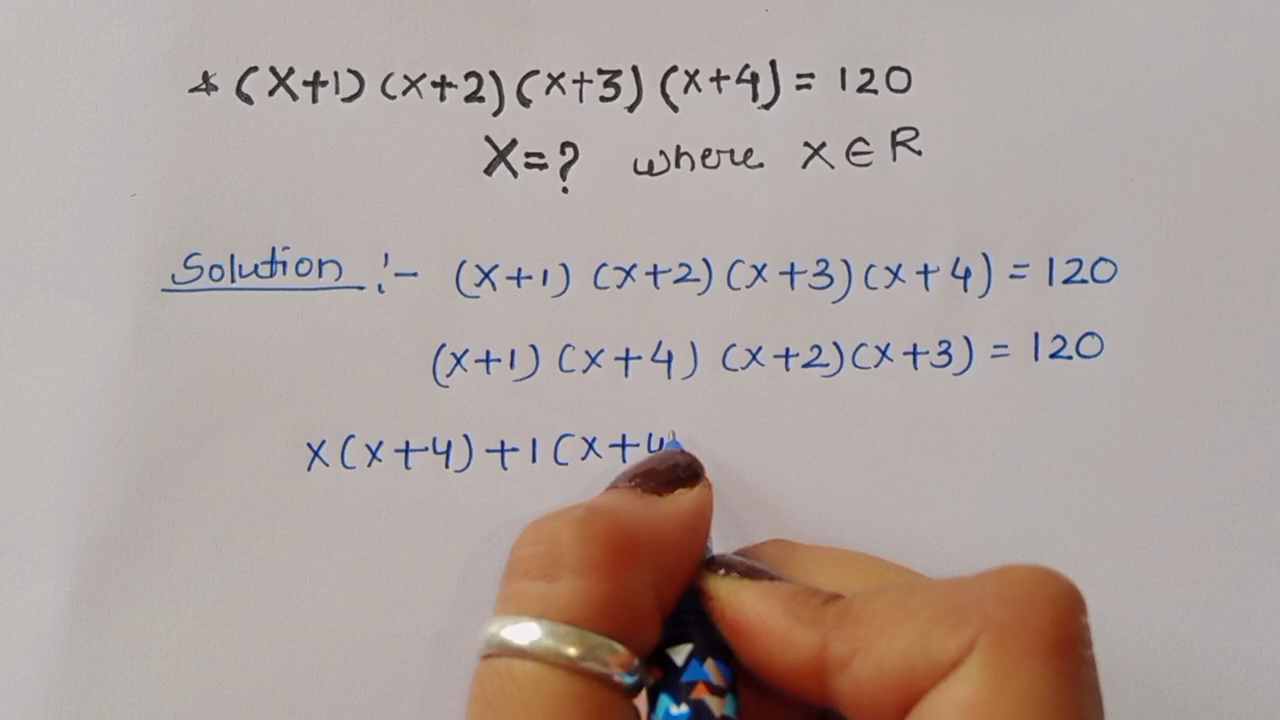 * (X+1) (x+2) (x+3) (x+4) = 120
X=? where x ∈ R
Solution :- (x+1) (x+2) (x+3) (x+4) = 120
(x+1) (x+4) (x+2) (x+3) = 120
x(x+4) + 1 (x+4